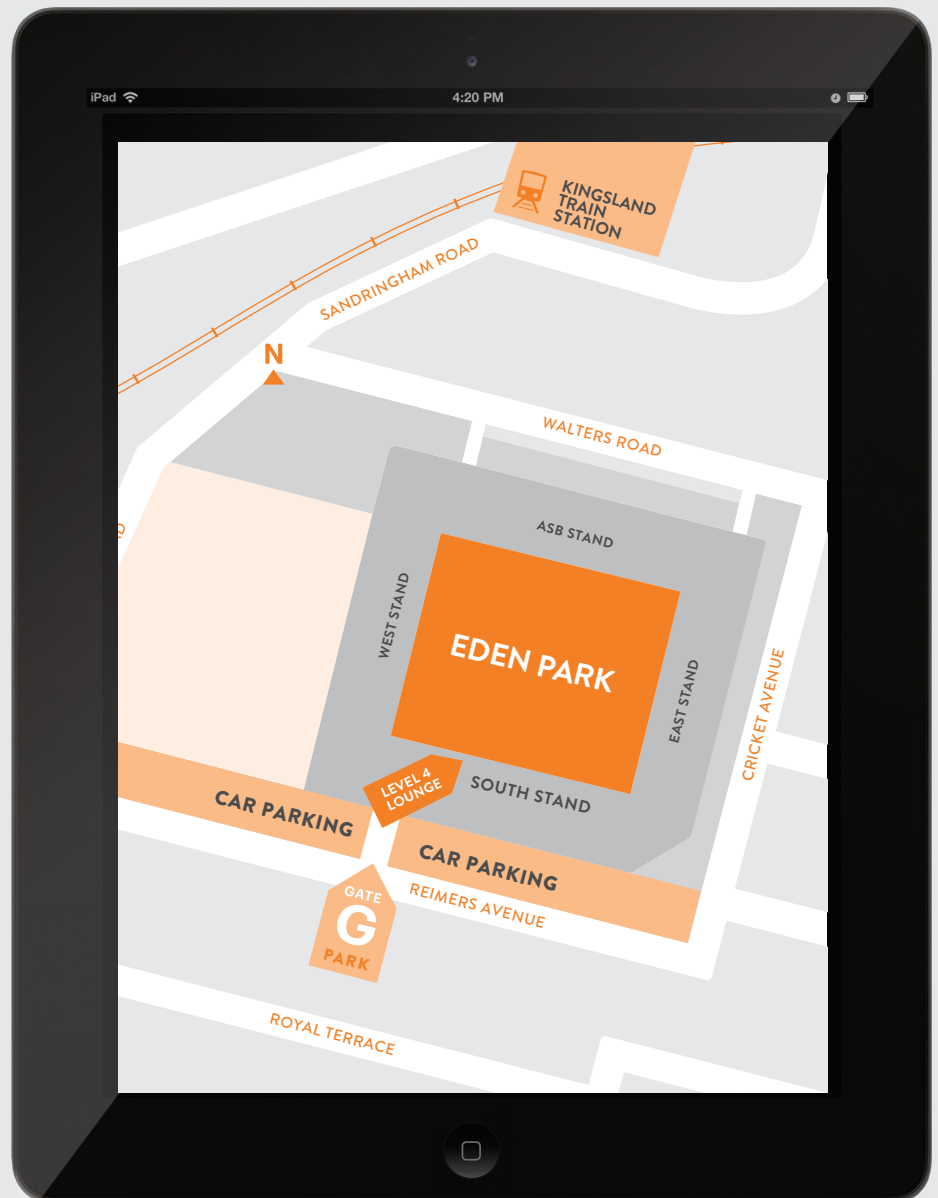 iPad
4:20 PM
KINGSLAND
TRAIN
STATION
SANDRINGHAM ROAD
N
WALTERS ROAD
ASB STAND
WEST STAND
EDEN PARK
EAST STAND
CRICKET AVENUE
LEVEL 4
LOUNGE
SOUTH STAND
CAR PARKING
CAR PARKING
GATE
G
PARK
REIMERS AVENUE
ROYAL TERRACE